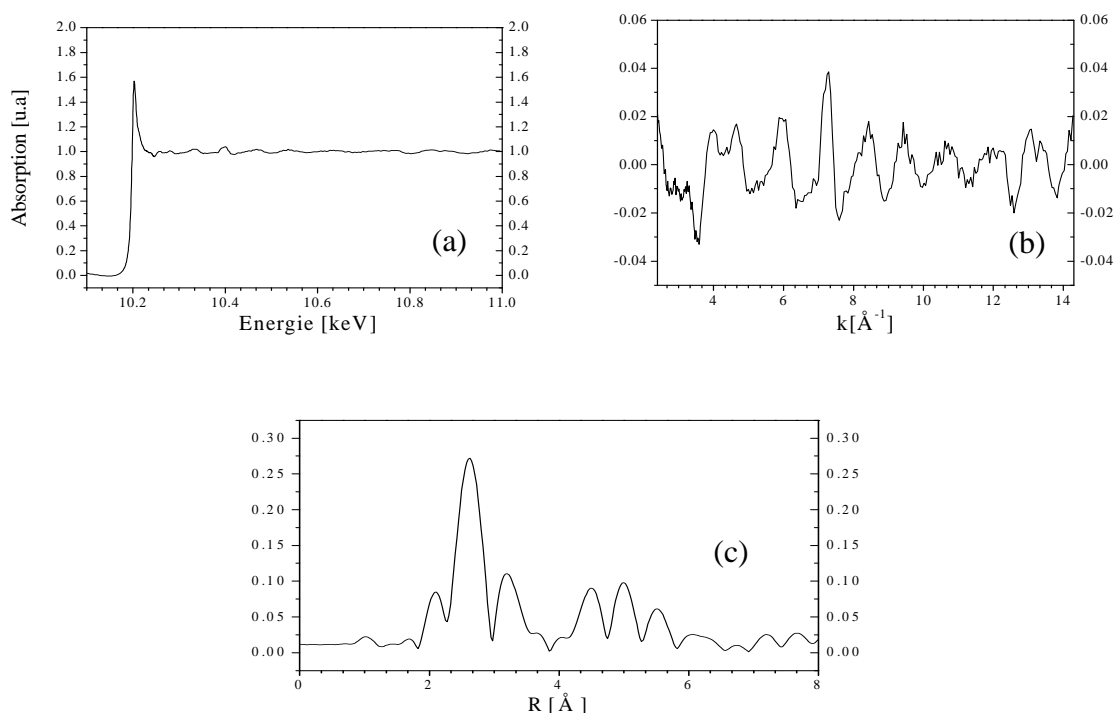 2.0 2.0
1.8 1.8
1.6 1.6
1.4 1.4
1.2 1.2
1.0 1.0
0.8 0.8
0.6 0.6
0.4 0.4
0.2 0.2
0.0 0.0
Absorption [u.a]
(a)
10.2 10.4 10.6 10.8 11.0
Energie [keV]
0.06 0.06
0.04 0.04
0.02 0.02
0.00 0.00
-0.02 -0.02
-0.04 -0.04
(b)
4 6 8 10 12 14
k[Å⁻¹]
0.30 0.30
0.25 0.25
0.20 0.20
0.15 0.15
0.10 0.10
0.05 0.05
0.00 0.00
(c)
0 2 4 6 8
R [Å]